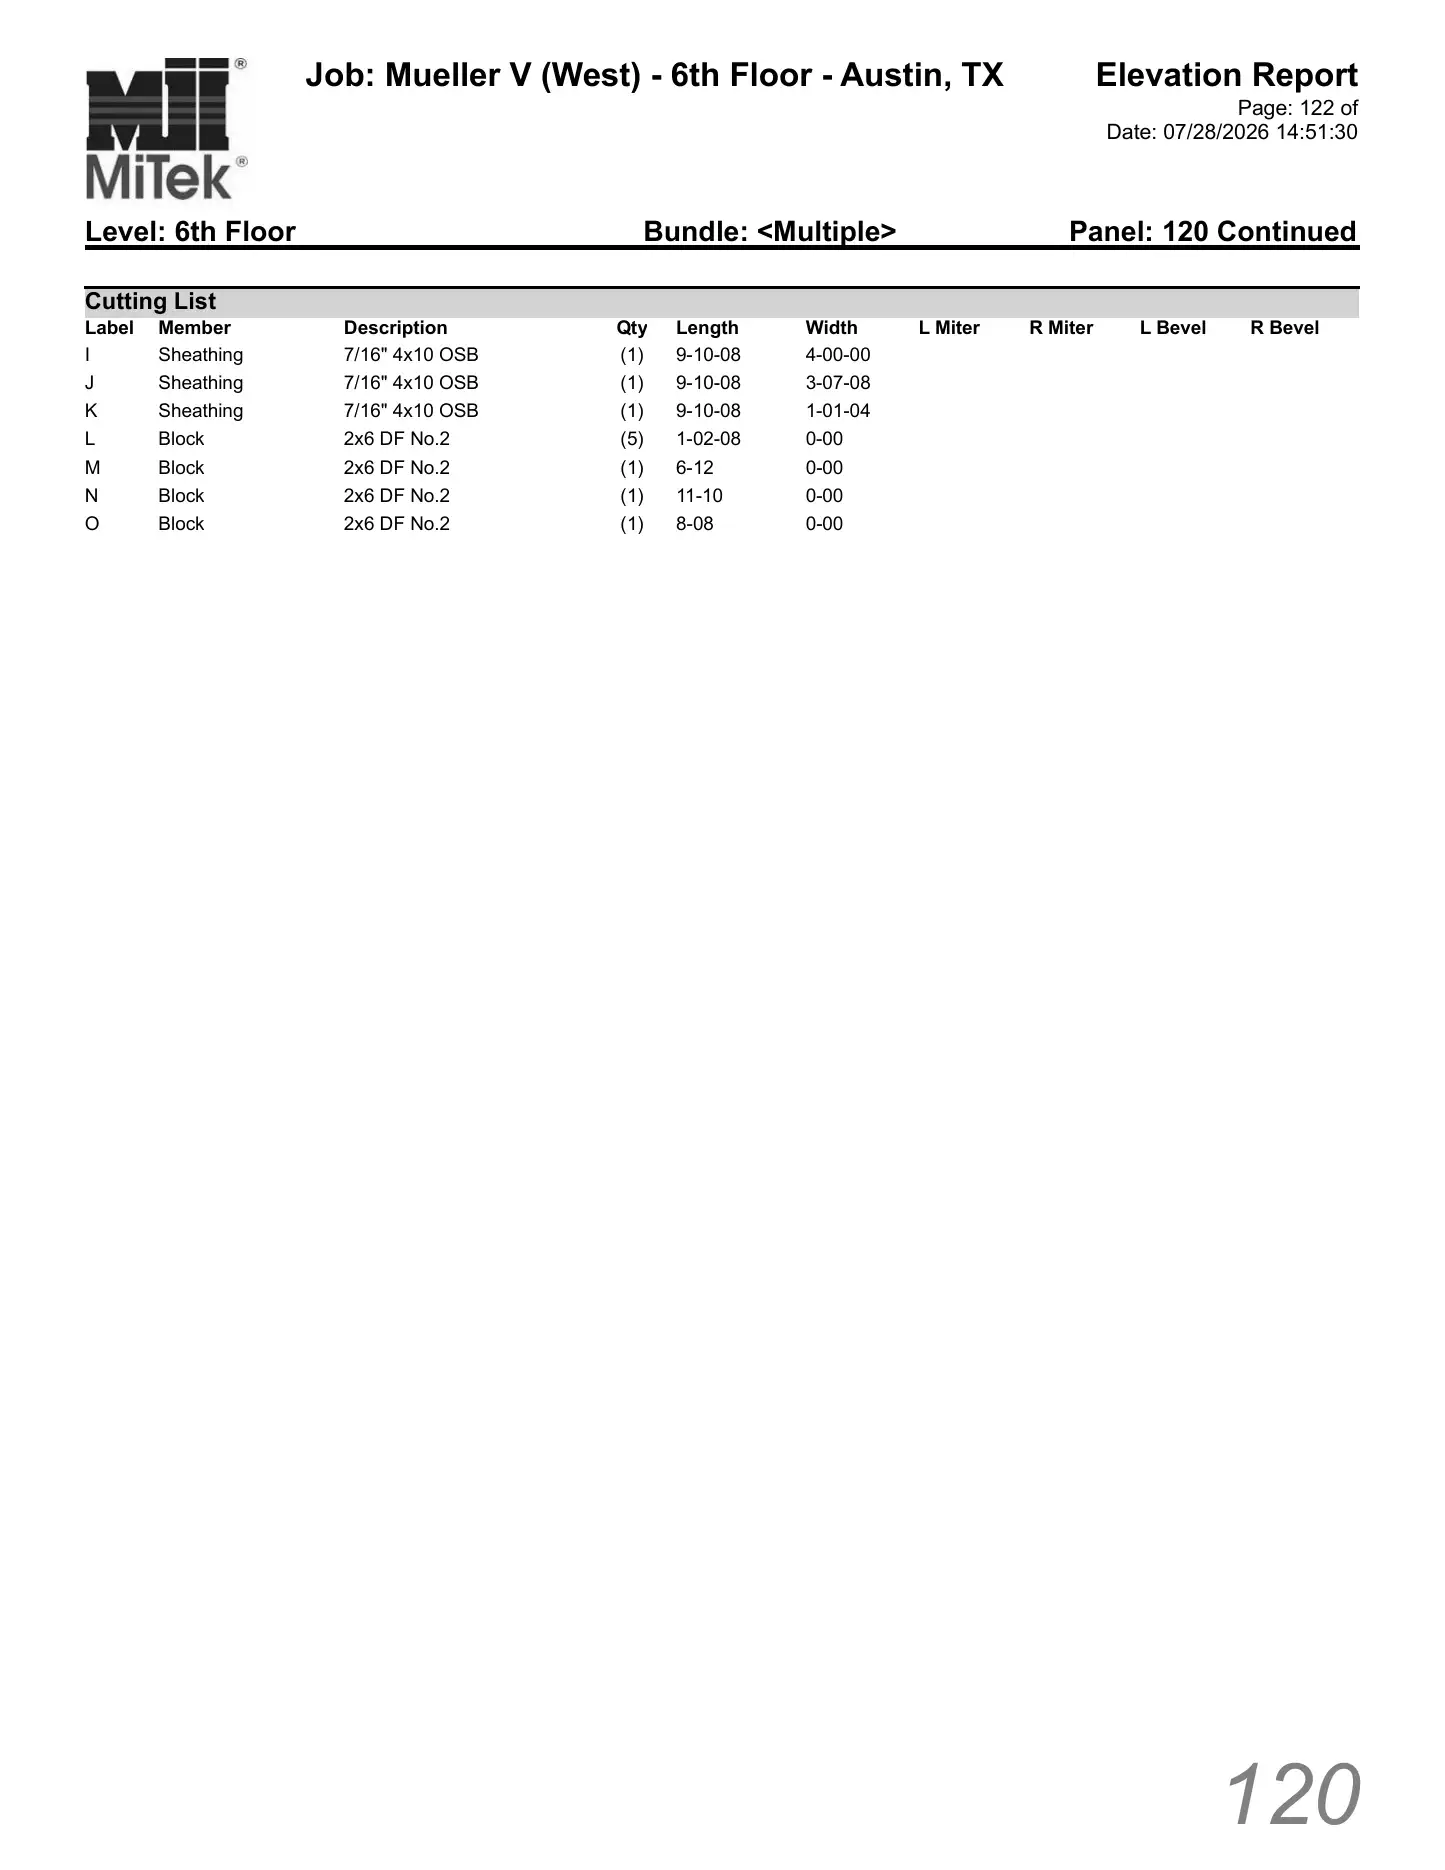 MiTek
Job: Mueller V (West) - 6th Floor - Austin, TX
Elevation Report
Page: 122 of
Date: 07/28/2026 14:51:30
Level: 6th Floor Bundle: <Multiple> Panel: 120 Continued
Cutting List
Label Member Description Qty Length Width L Miter R Miter L Bevel R Bevel
I Sheathing 7/16" 4x10 OSB (1) 9-10-08 4-00-00
J Sheathing 7/16" 4x10 OSB (1) 9-10-08 3-07-08
K Sheathing 7/16" 4x10 OSB (1) 9-10-08 1-01-04
L Block 2x6 DF No.2 (5) 1-02-08 0-00
M Block 2x6 DF No.2 (1) 6-12 0-00
N Block 2x6 DF No.2 (1) 11-10 0-00
O Block 2x6 DF No.2 (1) 8-08 0-00
120